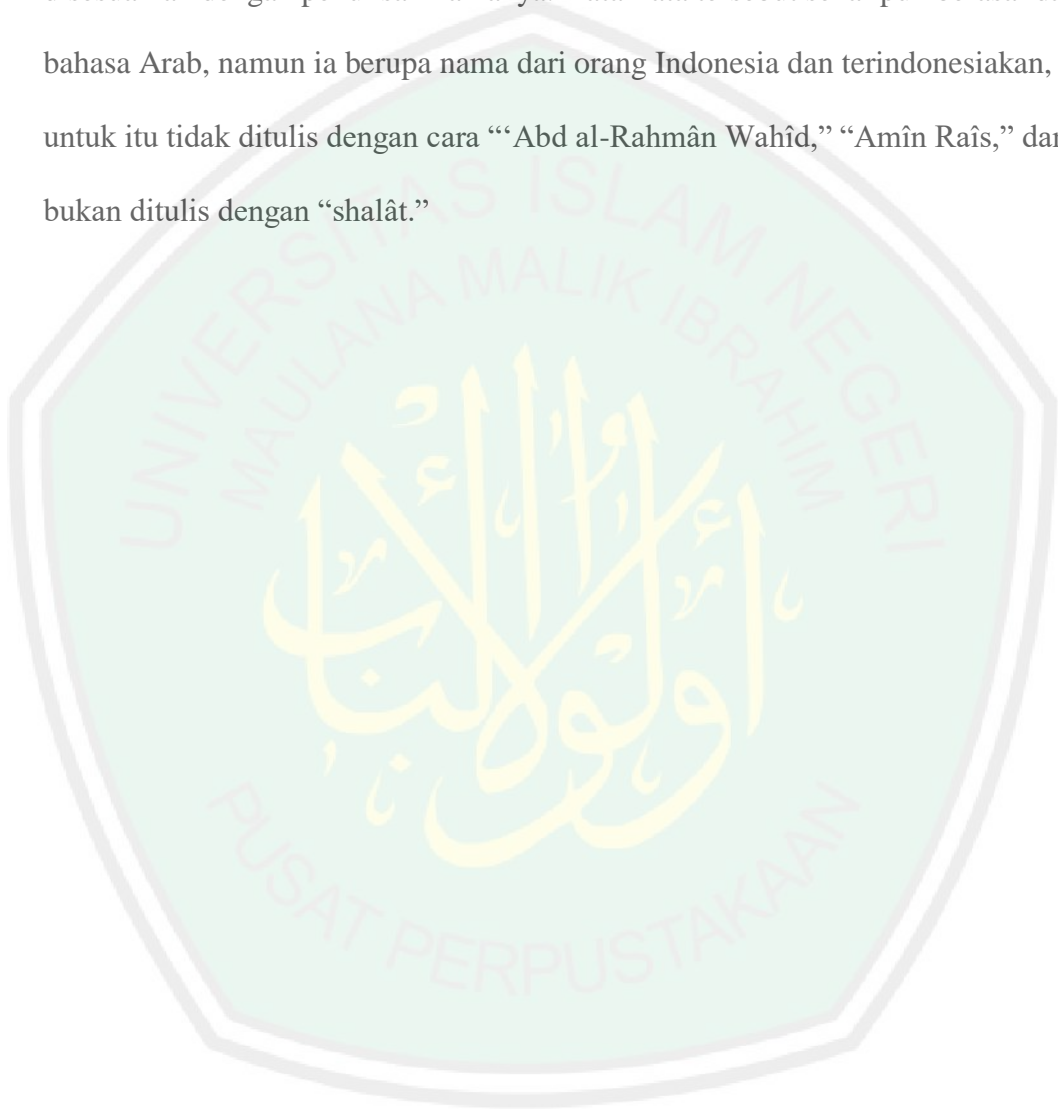 bahasa Arab, namun ia berupa nama dari orang Indonesia dan terindonesiakan,
untuk itu tidak ditulis dengan cara “‘Abd al-Rahmân Wahîd,” “Amîn Raîs,” dan
bukan ditulis dengan “shalât.”
UNIVERSITAS ISLAM NEGERI
MAULANA MALIK IBRAHIM
PUSAT PERPUSTAKAAN